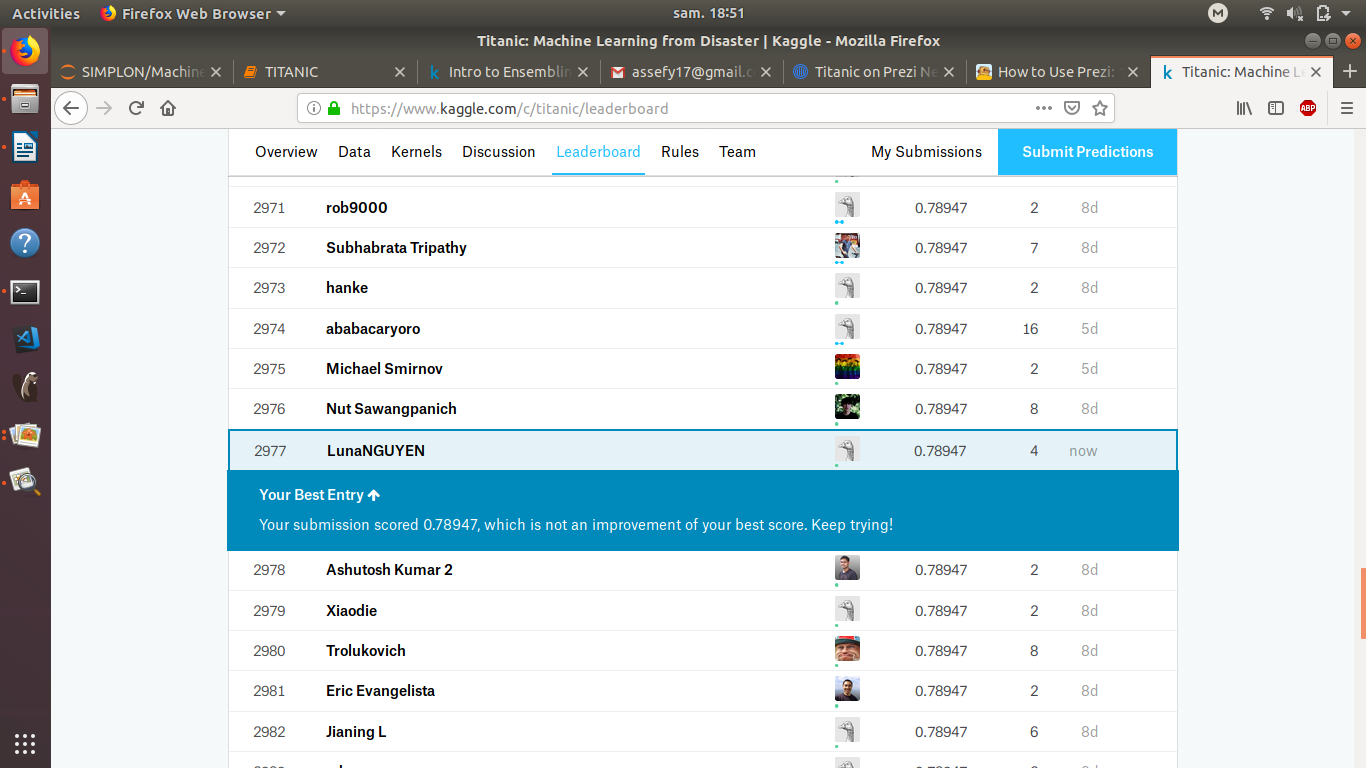 Activities Firefox Web Browser sam. 18:51
Titanic: Machine Learning from Disaster | Kaggle - Mozilla Firefox
SIMPLON/Machine TITANIC Intro to Ensemblin assefy17@gmail.c Titanic on Prezi Ne How to Use Prezi: Titanic: Machine Le
https://www.kaggle.com/c/titanic/leaderboard ABP
Overview Data Kernels Discussion Leaderboard Rules Team My Submissions Submit Predictions
2971 rob9000 0.78947 2 8d
2972 Subhabrata Tripathy 0.78947 7 8d
2973 hanke 0.78947 2 8d
2974 ababacaryoro 0.78947 16 5d
2975 Michael Smirnov 0.78947 2 5d
2976 Nut Sawangpanich 0.78947 8 8d
2977 LunaNGUYEN 0.78947 4 now
Your Best Entry
Your submission scored 0.78947, which is not an improvement of your best score. Keep trying!
2978 Ashutosh Kumar 2 0.78947 2 8d
2979 Xiaodie 0.78947 2 8d
2980 Trolukovich 0.78947 8 8d
2981 Eric Evangelista 0.78947 2 8d
2982 Jianing L 0.78947 6 8d